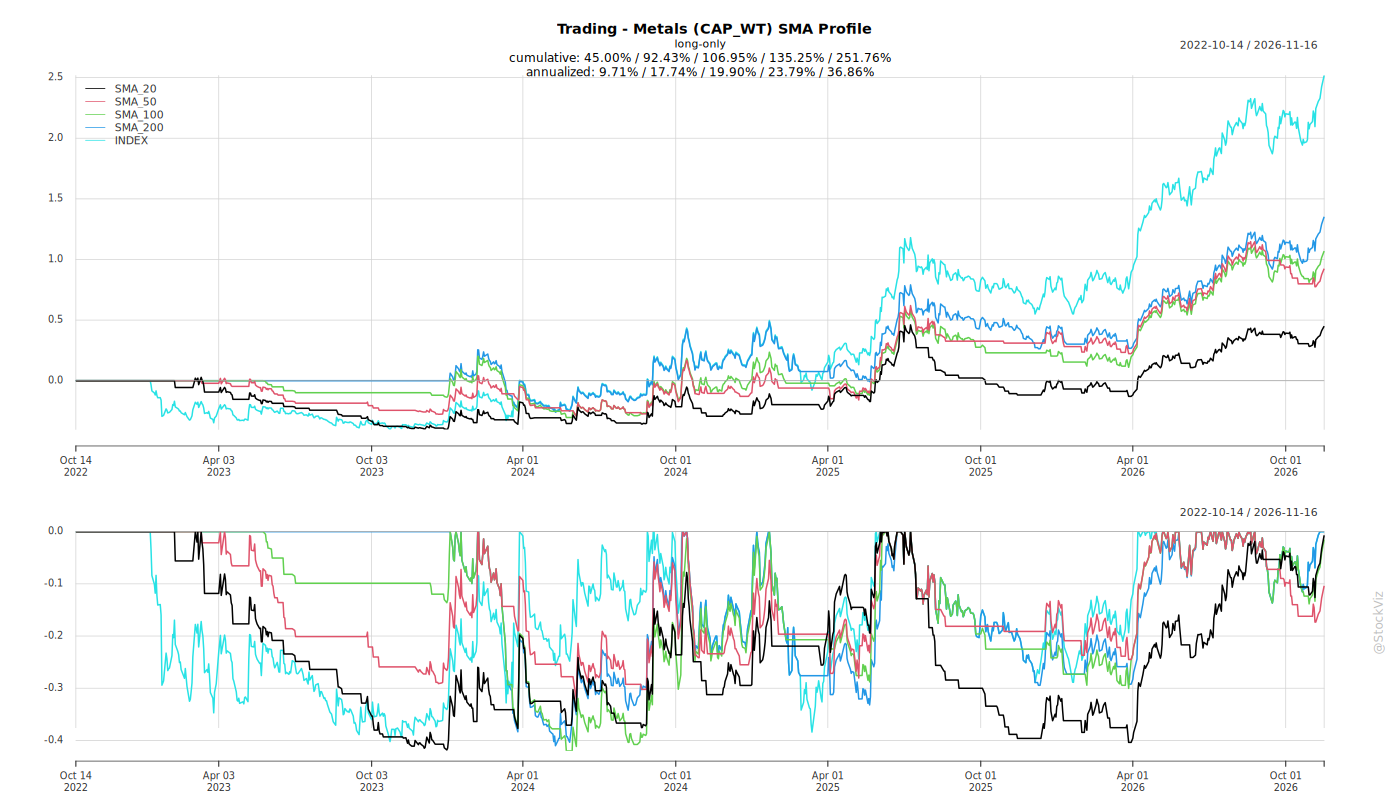 Trading - Metals (CAP_WT) SMA Profile
long-only
2022-10-14 / 2026-11-16
cumulative: 45.00% / 92.43% / 106.95% / 135.25% / 251.76%
annualized: 9.71% / 17.74% / 19.90% / 23.79% / 36.86%
2.5
2.0
1.5
1.0
0.5
0.0
SMA_20
SMA_50
SMA_100
SMA_200
INDEX
Oct 14 Apr 03 Oct 03 Apr 01 Oct 01 Apr 01 Oct 01 Apr 01 Oct 01
2022 2023 2023 2024 2024 2025 2025 2026 2026
2022-10-14 / 2026-11-16
0.0
-0.1
-0.2
-0.3
-0.4
Oct 14 Apr 03 Oct 03 Apr 01 Oct 01 Apr 01 Oct 01 Apr 01 Oct 01
2022 2023 2023 2024 2024 2025 2025 2026 2026
@StockViz